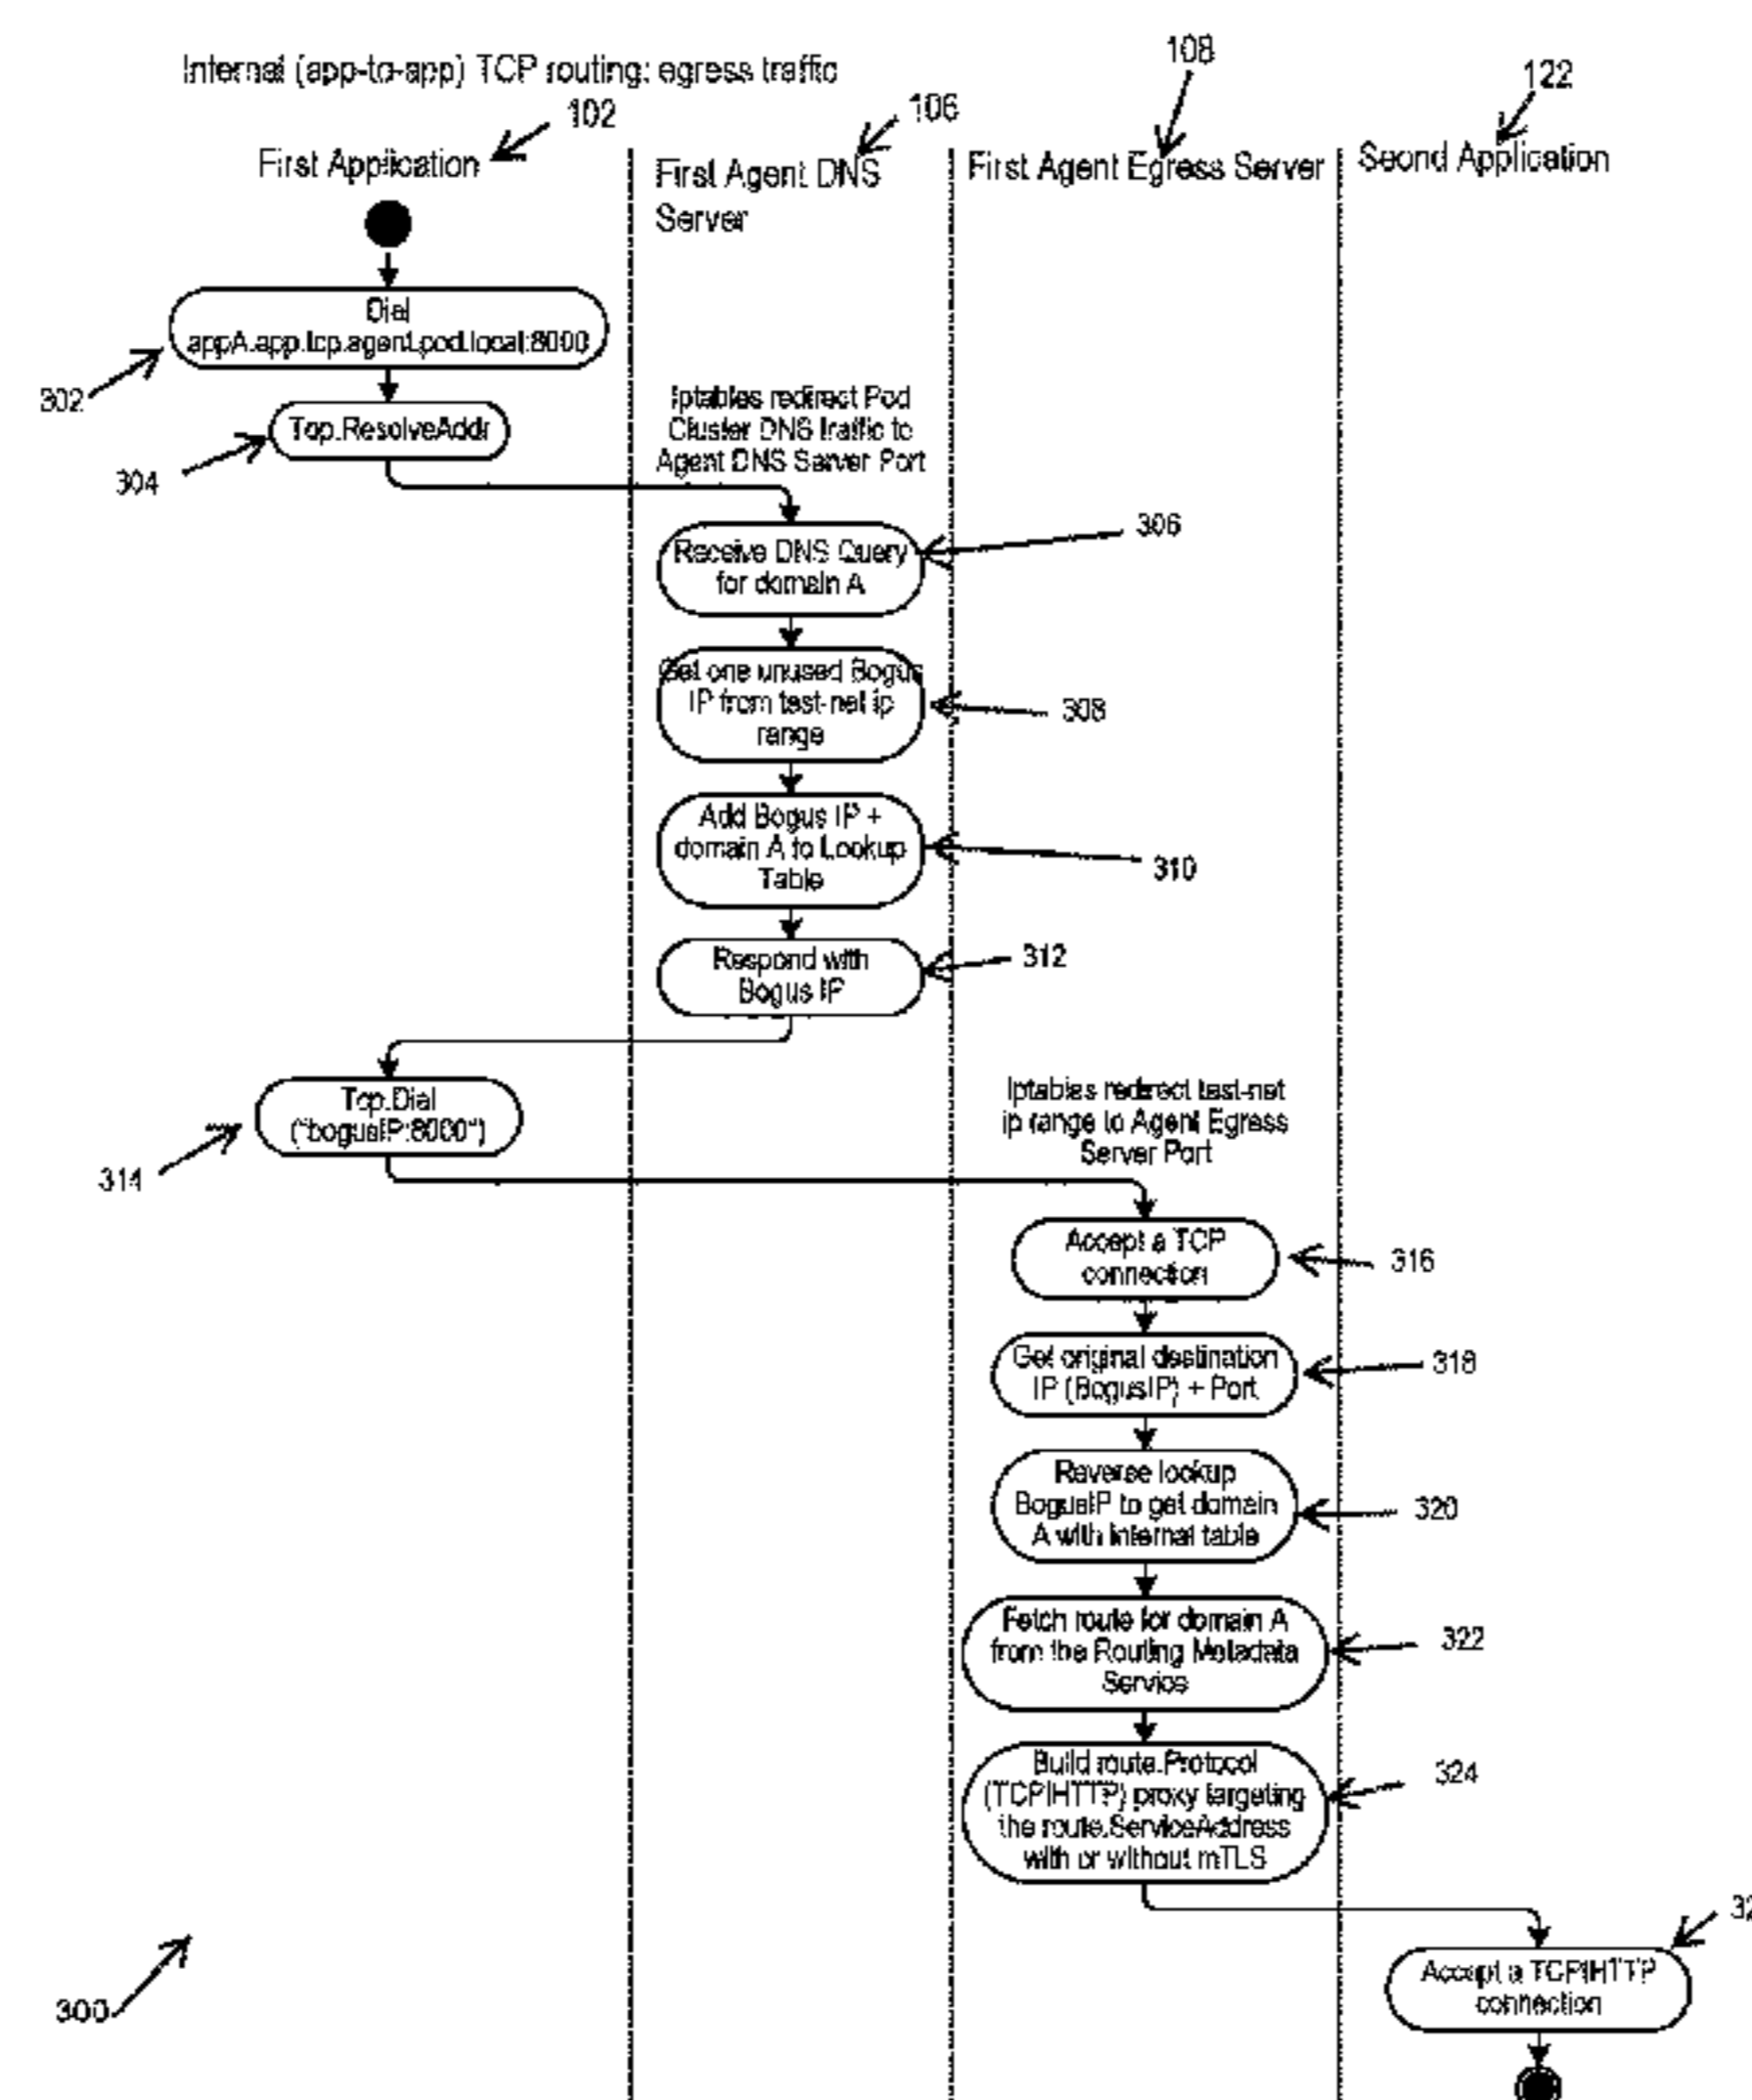 Internal (app-to-app) TCP routing: egress traffic
102
106
108
122
First Application
First Agent DNS
Server
First Agent Egress Server
Seond Application
Dial
appA.app.tcp.agent.pod.local:8000
302
Tcp.ResolveAddr
304
Iptables redirect Pod
Cluster DNS traffic to
Agent DNS Server Port
Receive DNS Query
for domain A
306
Get one unused Bogus
IP from test-net ip
range
308
Add Bogus IP +
domain A to Lookup
Table
310
Respond with
Bogus IP
312
Tcp.Dial
("bogusIP:8000")
314
Iptables redirect test-net
ip range to Agent Egress
Server Port
Accept a TCP
connection
316
Get original destination
IP (BogusIP) + Port
318
Reverse lookup
BogusIP to get domain
A with internal table
320
Fetch route for domain A
from the Routing Metadata
Service
322
Build route.Protocol
(TCP|HTTP) proxy targeting
the route.ServiceAddress
with or without mTLS
324
Accept a TCP|HTTP
connection
300